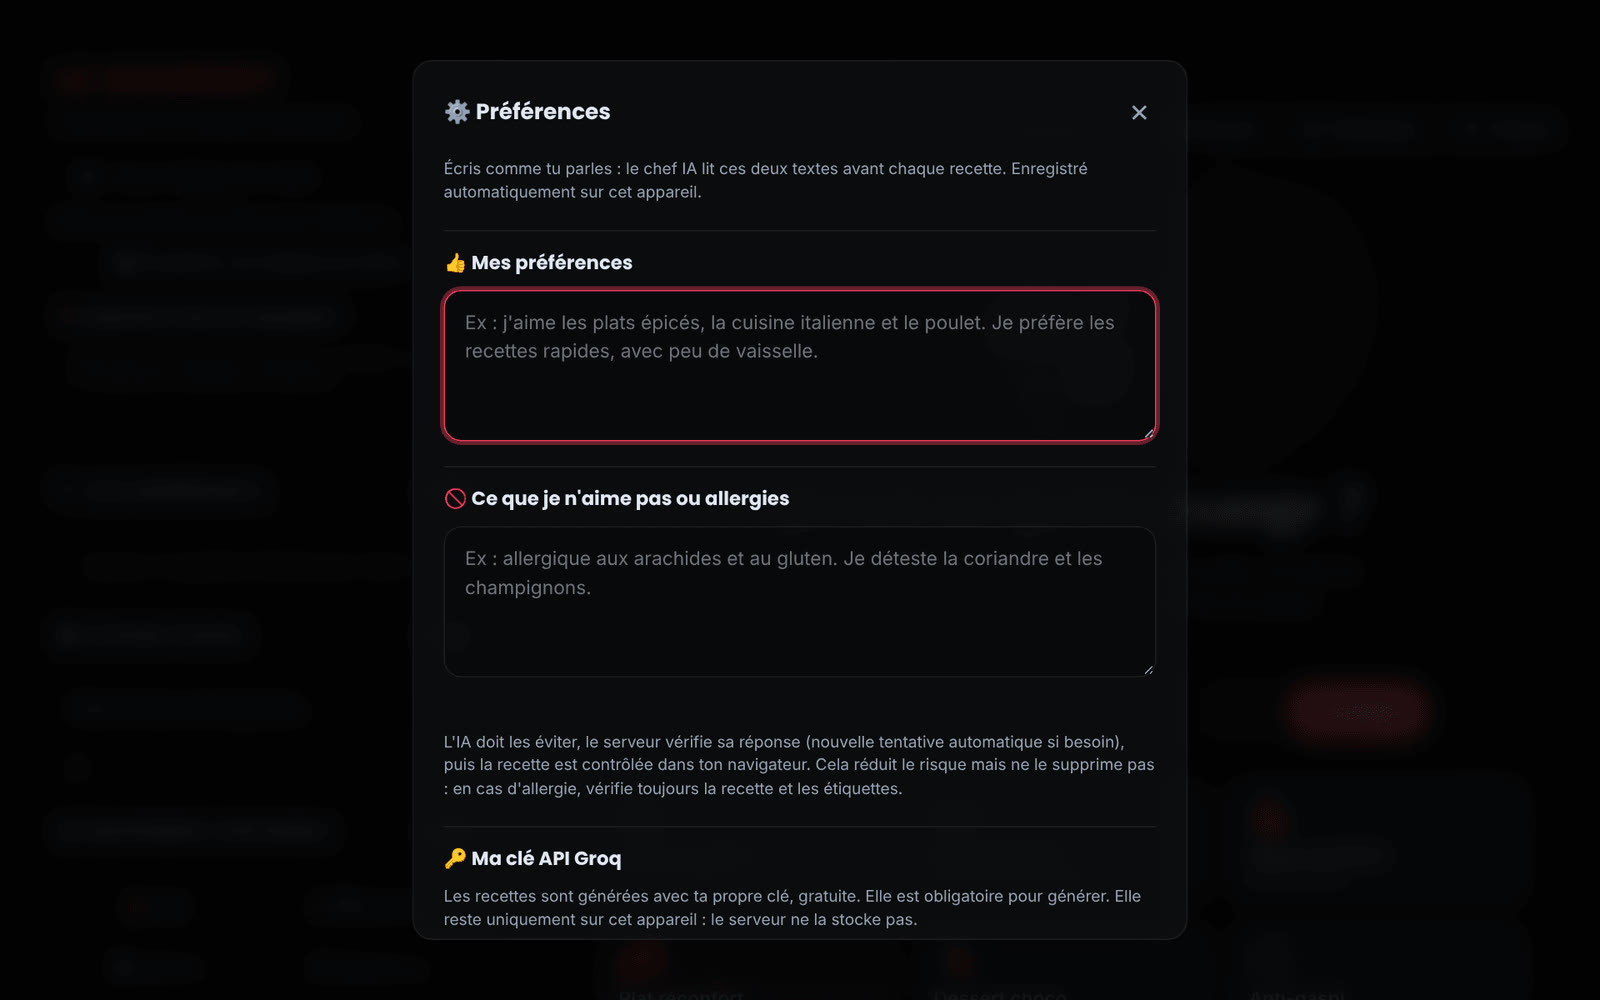 ⚙️ Préférences
Écris comme tu parles : le chef IA lit ces deux textes avant chaque recette. Enregistré
automatiquement sur cet appareil.
👍 Mes préférences
Ex : j'aime les plats épicés, la cuisine italienne et le poulet. Je préfère les
recettes rapides, avec peu de vaisselle.
🚫 Ce que je n'aime pas ou allergies
Ex : allergique aux arachides et au gluten. Je déteste la coriandre et les
champignons.
L'IA doit les éviter, le serveur vérifie sa réponse (nouvelle tentative automatique si besoin),
puis la recette est contrôlée dans ton navigateur. Cela réduit le risque mais ne le supprime pas
: en cas d'allergie, vérifie toujours la recette et les étiquettes.
🔑 Ma clé API Groq
Les recettes sont générées avec ta propre clé, gratuite. Elle est obligatoire pour générer. Elle
reste uniquement sur cet appareil : le serveur ne la stocke pas.
Plat réconfort
Dessert choco
Anti-gaspi